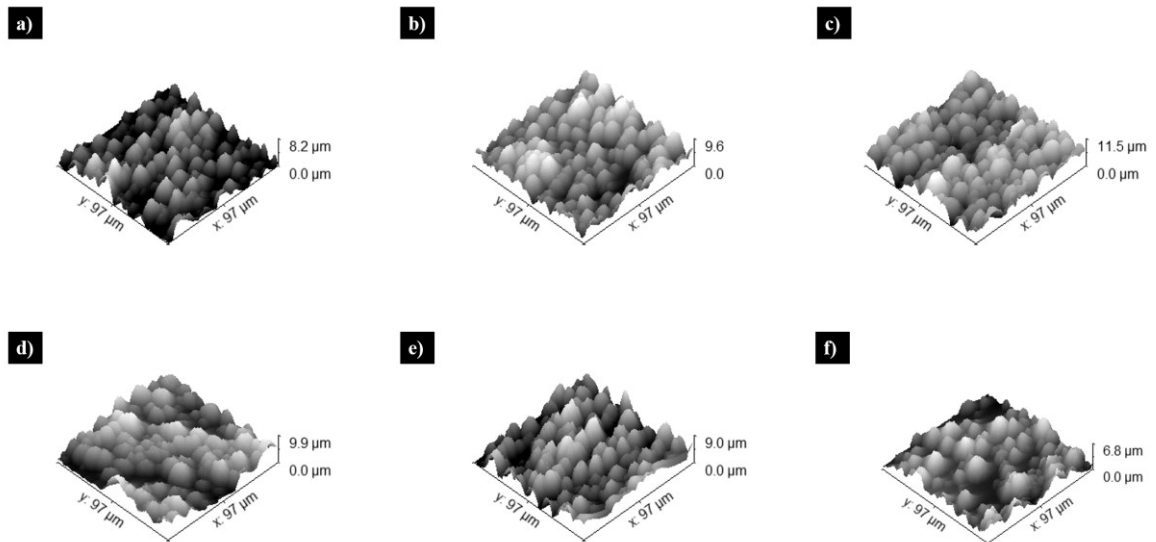 a)
b)
c)
8.2 µm
0.0 µm
y: 97 µm
x: 97 µm
9.6
0.0
y: 97 µm
x: 97 µm
11.5 µm
0.0 µm
y: 97 µm
x: 97 µm
d)
e)
f)
9.9 µm
0.0 µm
y: 97 µm
x: 97 µm
9.0 µm
0.0 µm
y: 97 µm
x: 97 µm
6.8 µm
0.0 µm
y: 97 µm
x: 97 µm